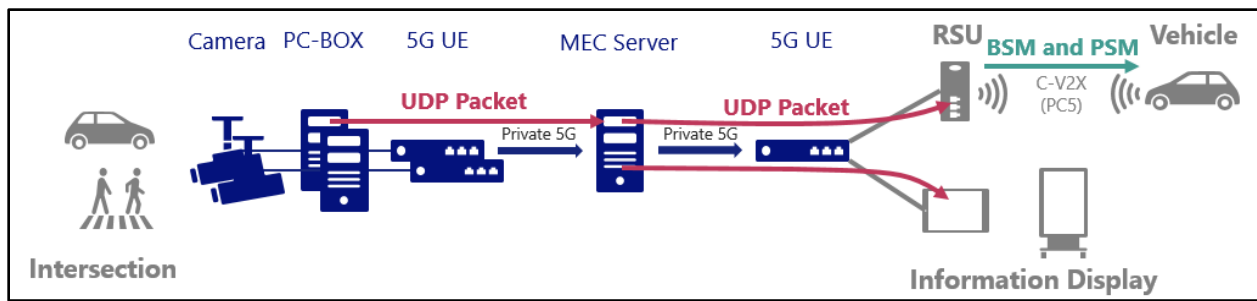 Camera
PC-BOX
5G UE
MEC Server
5G UE
RSU
BSM and PSM
Vehicle
C-V2X
(PC5)
UDP Packet
UDP Packet
Private 5G
Private 5G
Intersection
Information Display